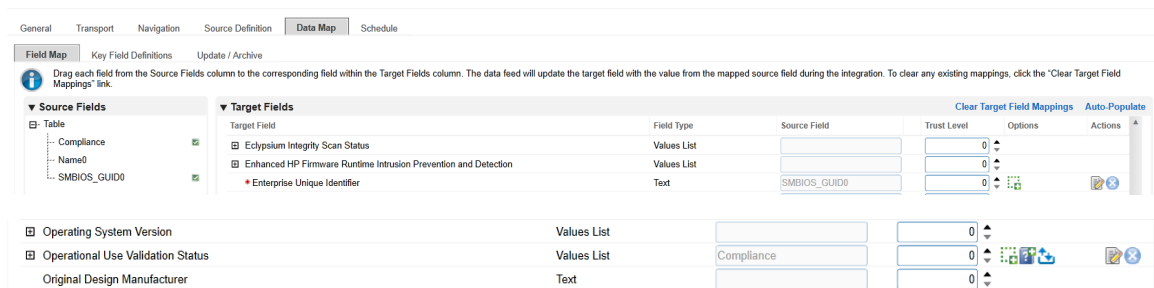 General Transport Navigation Source Definition Data Map Schedule
Field Map Key Field Definitions Update / Archive
Drag each field from the Source Fields column to the corresponding field within the Target Fields column. The data feed will update the target field with the value from the mapped source field during the integration. To clear any existing mappings, click the "Clear Target Field
Mappings" link.
▼ Source Fields ▼ Target Fields Clear Target Field Mappings Auto-Populate
Table Target Field Field Type Source Field Trust Level Options Actions
Compliance Eclypsium Integrity Scan Status Values List 0
Name0 Enhanced HP Firmware Runtime Intrusion Prevention and Detection Values List 0
SMBIOS_GUID0 * Enterprise Unique Identifier Text SMBIOS_GUID0 0
Operating System Version Values List 0
Operational Use Validation Status Values List Compliance 0
Original Design Manufacturer Text 0